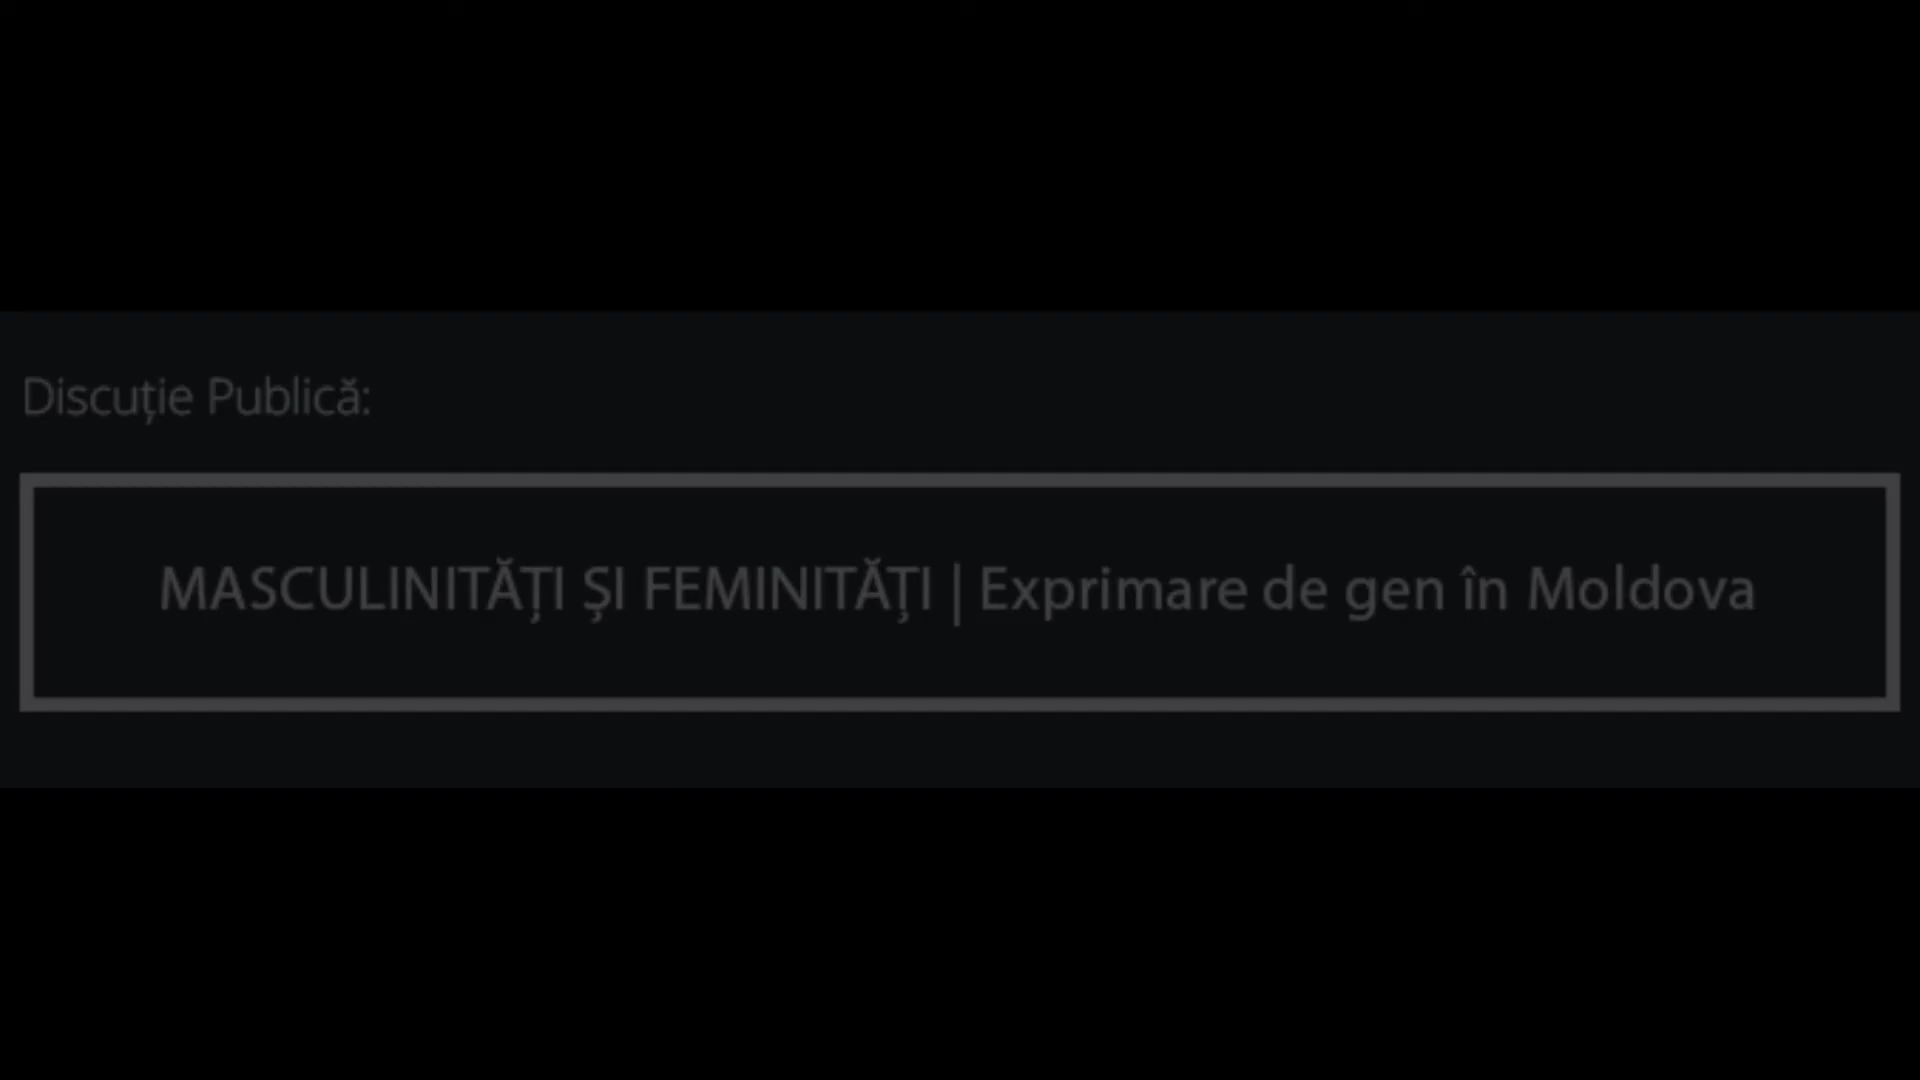 Discuție Publică:
MASCULINITĂȚI ȘI FEMINITĂȚI | Exprimare de gen în Moldova